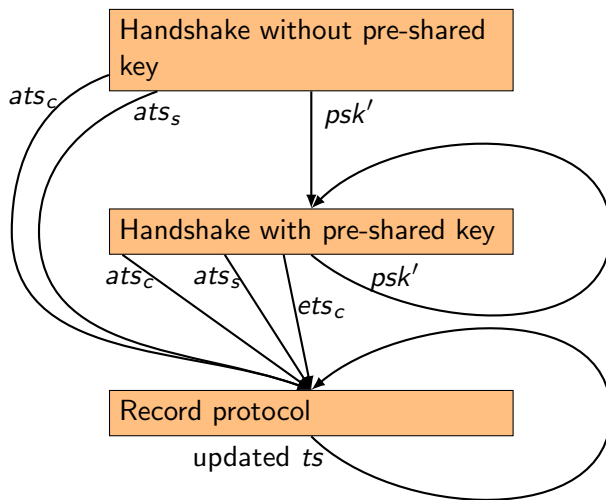 Handshake without pre-shared
key
ats_c
ats_s
psk′
Handshake with pre-shared key
ats_c
ats_s
ets_c
psk′
Record protocol
updated ts